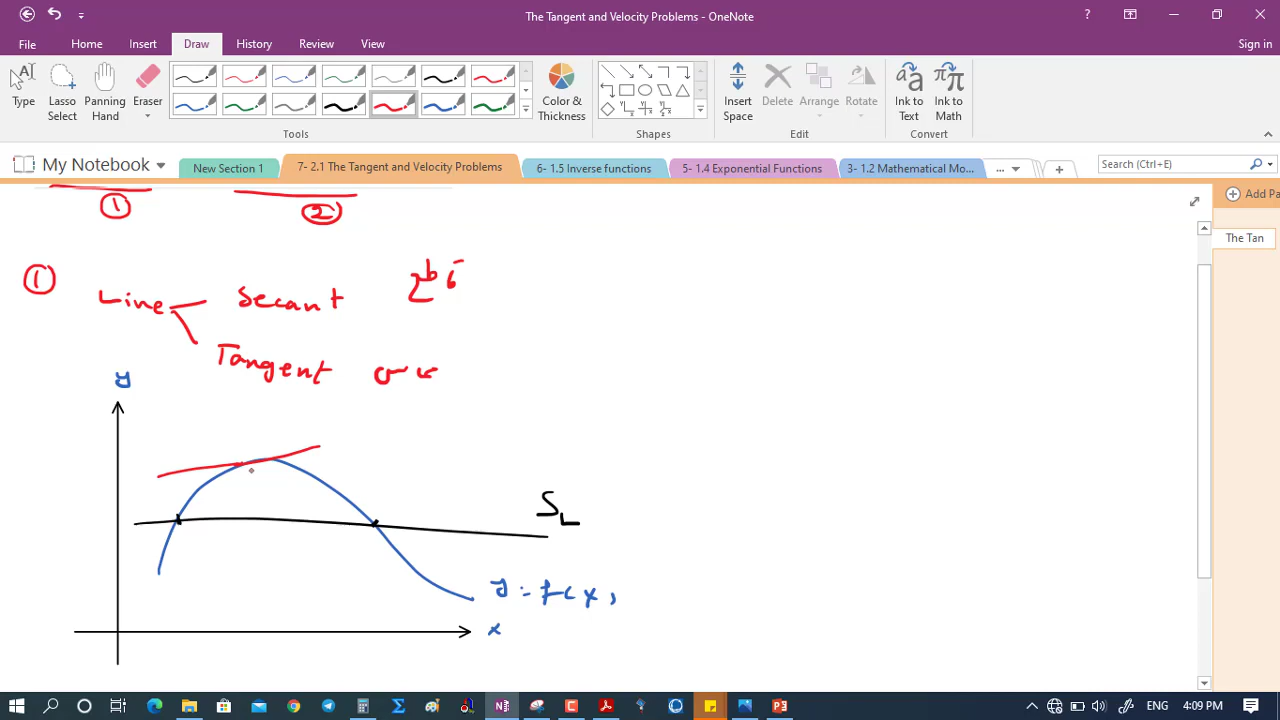 The Tangent and Velocity Problems - OneNote
File Home Insert Draw History Review View Sign in
Type Lasso Select Panning Hand Eraser Color & Thickness Insert Space Delete Arrange Rotate Ink to Text Ink to Math
Tools Shapes Edit Convert
My Notebook New Section 1 7- 2.1 The Tangent and Velocity Problems 6- 1.5 Inverse functions 5- 1.4 Exponential Functions 3- 1.2 Mathematical Mo... ... Search (Ctrl+E)
Add Pa
① ②
The Tan
① Line Secant قاطع
Tangent مماس
y
S_L
y = f(x)
x
ENG 4:09 PM